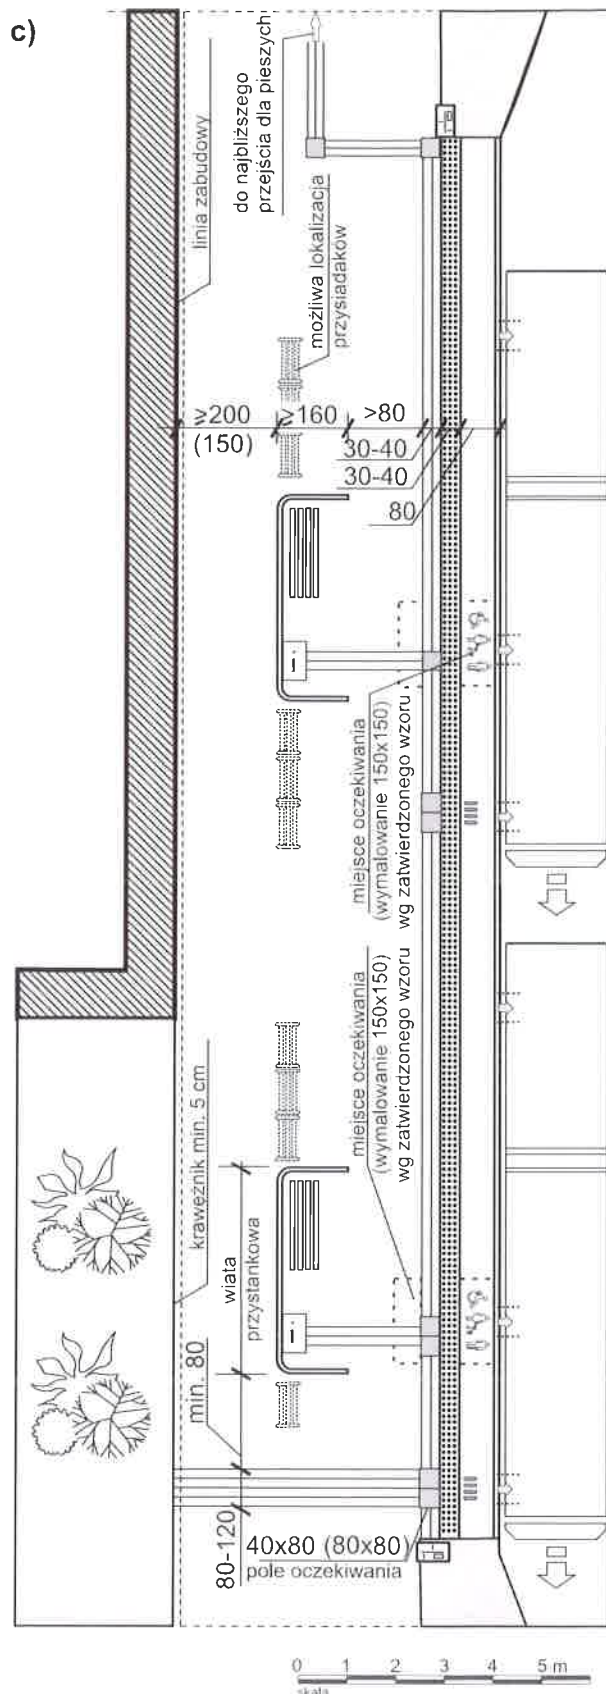 c)
linia zabudowy
do najbliższego
przejścia dla pieszych
możliwa lokalizacja
przysiadaków
≥200
(150)
≥160
>80
30-40
30-40
80
i
miejsce oczekiwania
(wymalowanie 150x150)
wg zatwierdzonego wzoru
miejsce oczekiwania
(wymalowanie 150x150)
wg zatwierdzonego wzoru
krawężnik min. 5 cm
wiata
przystankowa
i
min. 80
80-120
40x80 (80x80)
pole oczekiwania
0 1 2 3 4 5 m
skala